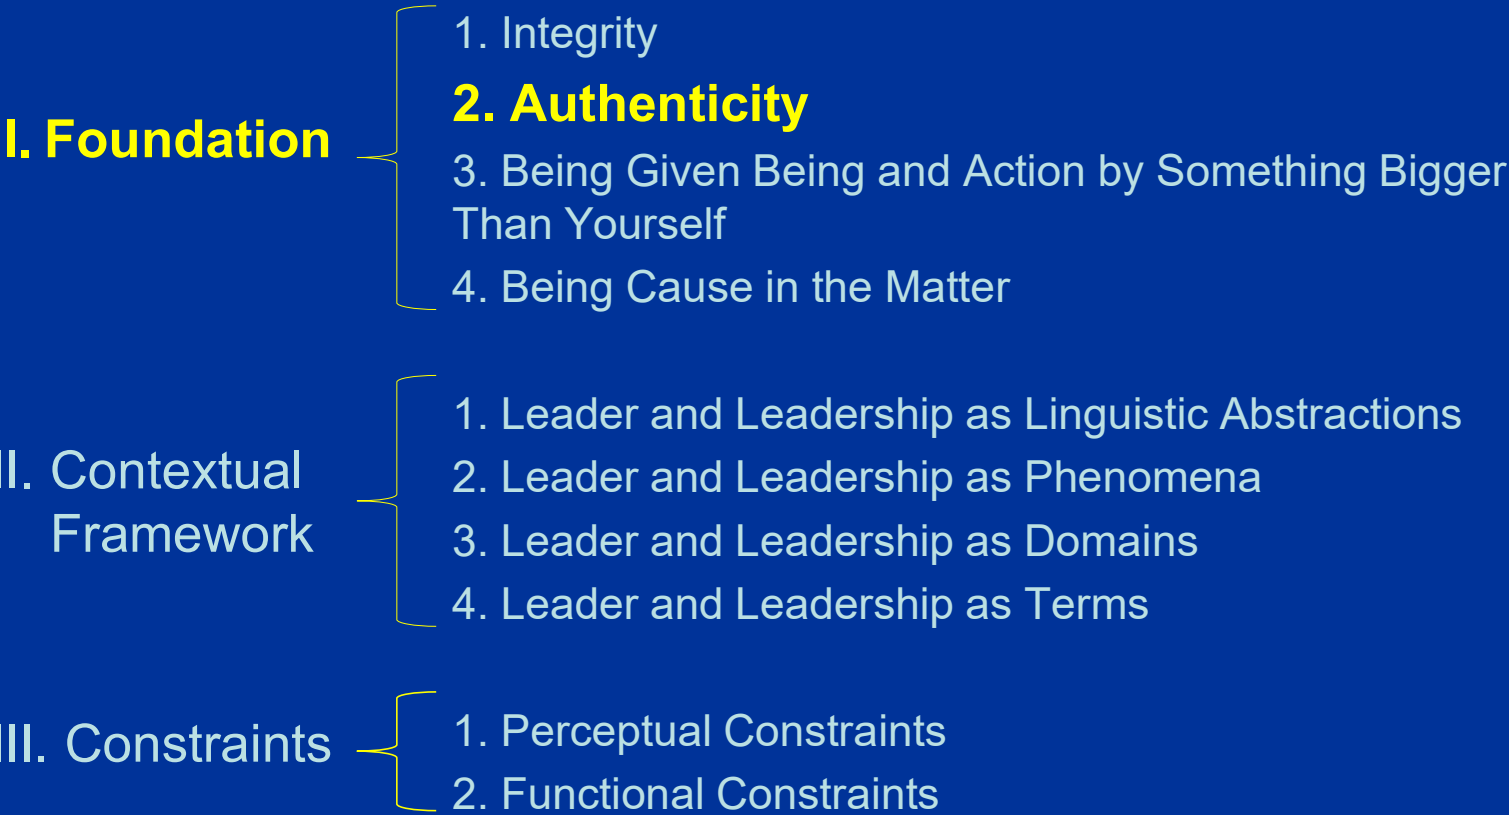 I. Foundation
1. Integrity
2. Authenticity
3. Being Given Being and Action by Something Bigger
Than Yourself
4. Being Cause in the Matter
II. Contextual
Framework
1. Leader and Leadership as Linguistic Abstractions
2. Leader and Leadership as Phenomena
3. Leader and Leadership as Domains
4. Leader and Leadership as Terms
III. Constraints
1. Perceptual Constraints
2. Functional Constraints